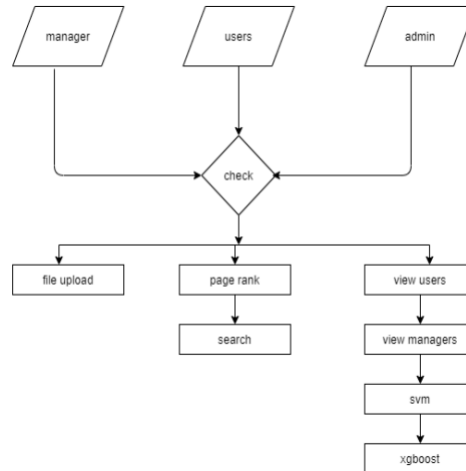 manager
users
admin
check
file upload
page rank
view users
search
view managers
svm
xgboost